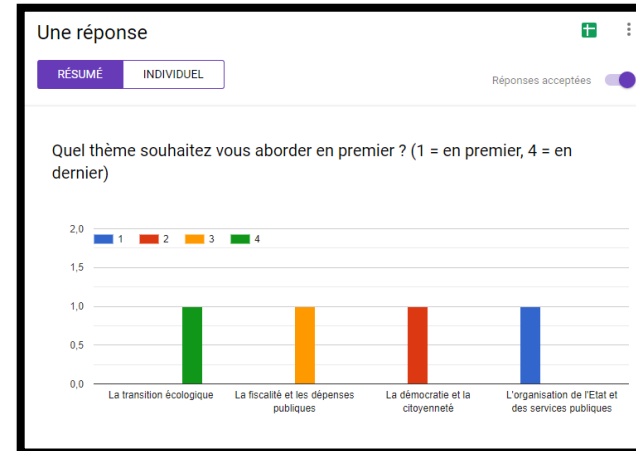 Une réponse
RÉSUMÉ INDIVIDUEL
Réponses acceptées
Quel thème souhaitez vous aborder en premier ? (1 = en premier, 4 = en
dernier)
2,0
1 2 3 4
1,5
1,0
0,5
0,0
La transition écologique La fiscalité et les dépenses La démocratie et la L'organisation de l'Etat et
publiques citoyenneté des services publiques